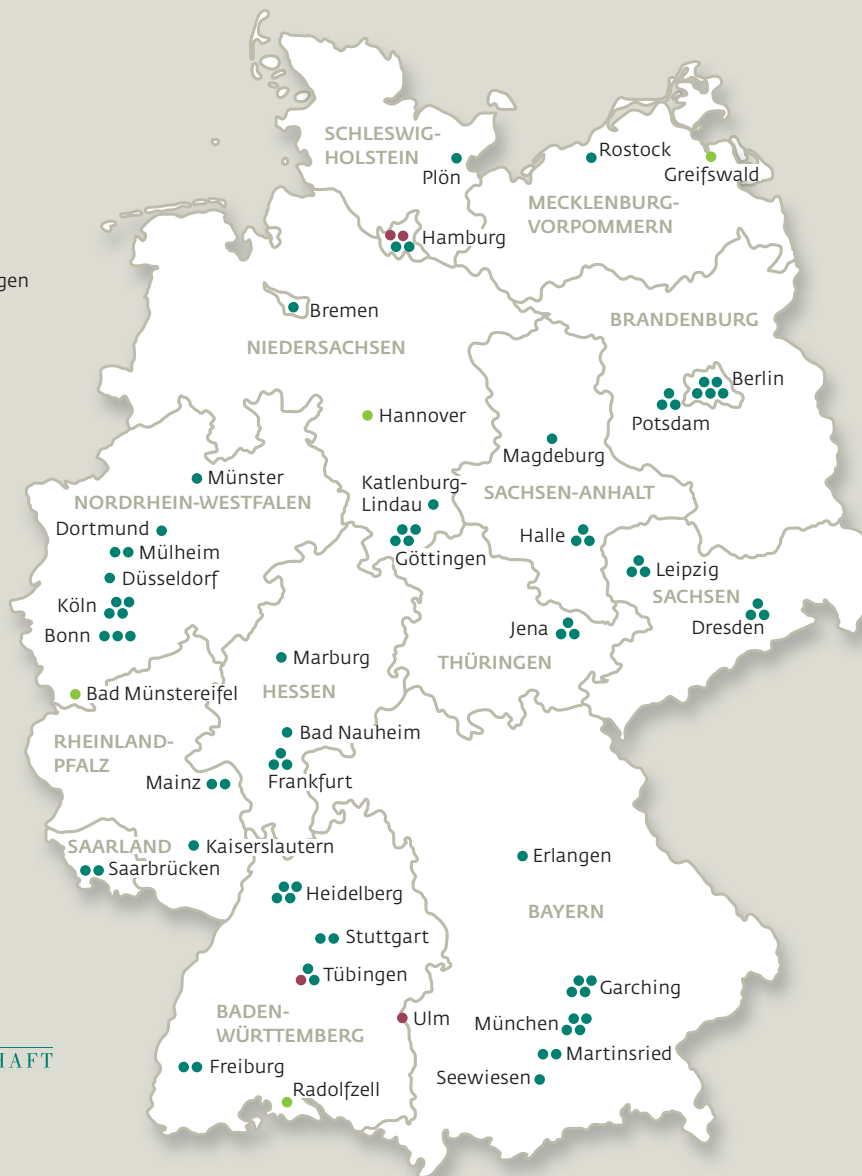 SCHLESWIG-
HOLSTEIN
Plön
Rostock
Greifswald
MECKLENBURG-
VORPOMMERN
Hamburg
gen
Bremen
NIEDERSACHSEN
BRANDENBURG
Berlin
Potsdam
Hannover
Magdeburg
Münster
NORDRHEIN-WESTFALEN
Katlenburg-
Lindau
SACHSEN-ANHALT
Dortmund
Mülheim
Göttingen
Halle
Düsseldorf
Leipzig
SACHSEN
Köln
Bonn
Jena
Dresden
Marburg
THÜRINGEN
HESSEN
Bad Münstereifel
Bad Nauheim
RHEINLAND-
PFALZ
Mainz
Frankfurt
SAARLAND
Kaiserslautern
Saarbrücken
Erlangen
Heidelberg
BAYERN
Stuttgart
Tübingen
Garching
BADEN-
WÜRTTEMBERG
Ulm
München
HAFT
Martinsried
Freiburg
Seewiesen
Radolfzell